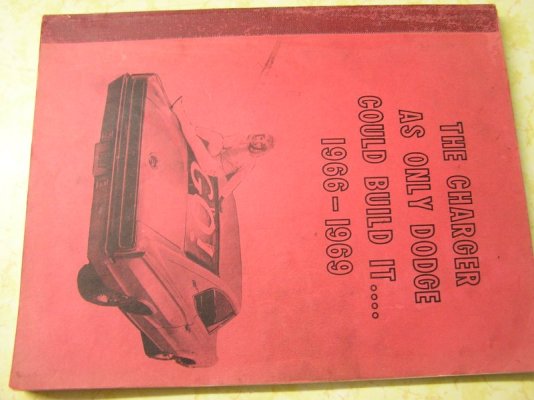 THE CHARGER
AS ONLY DODGE
COULD BUILD IT....
1966-1969